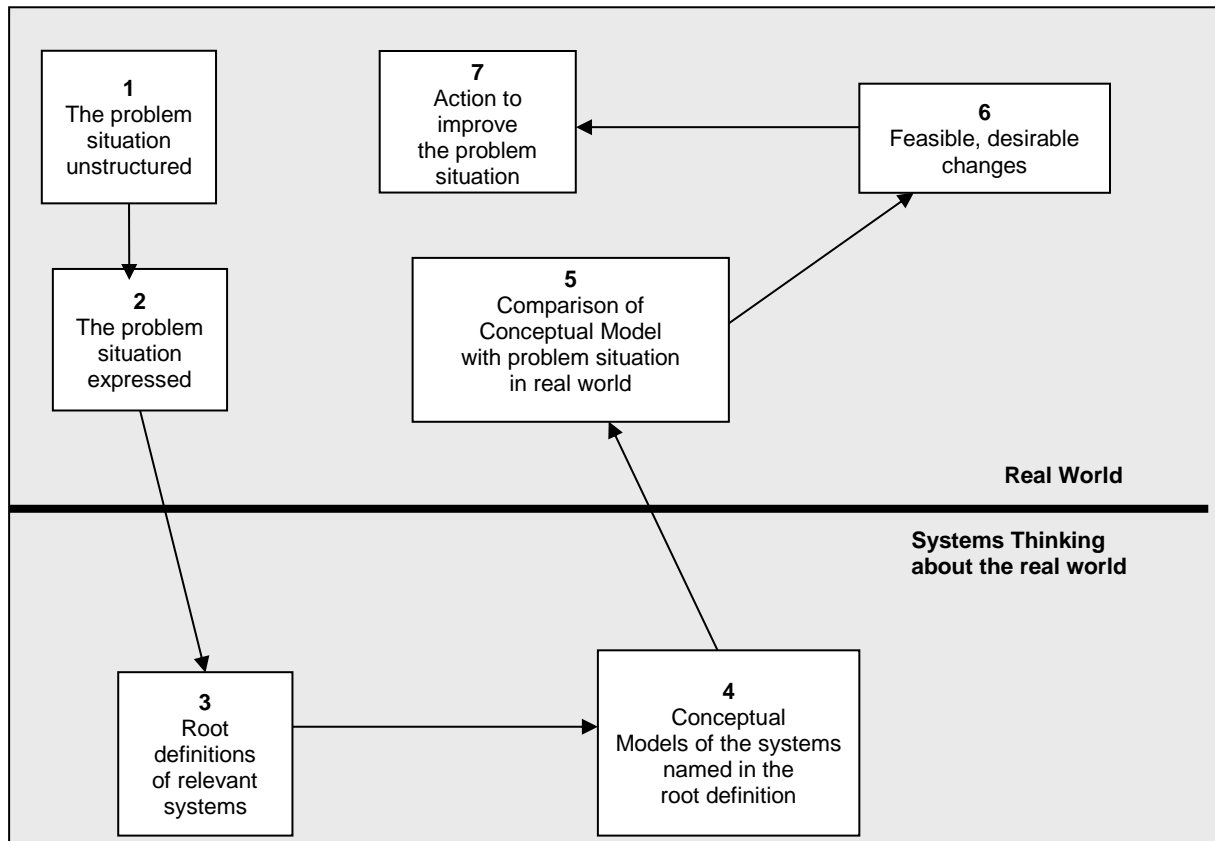 1
The problem
situation
unstructured
2
The problem
situation
expressed
3
Root
definitions
of relevant
systems
4
Conceptual
Models of the systems
named in the
root definition
5
Comparison of
Conceptual Model
with problem situation
in real world
6
Feasible, desirable
changes
7
Action to
improve
the problem
situation
Real World
Systems Thinking
about the real world